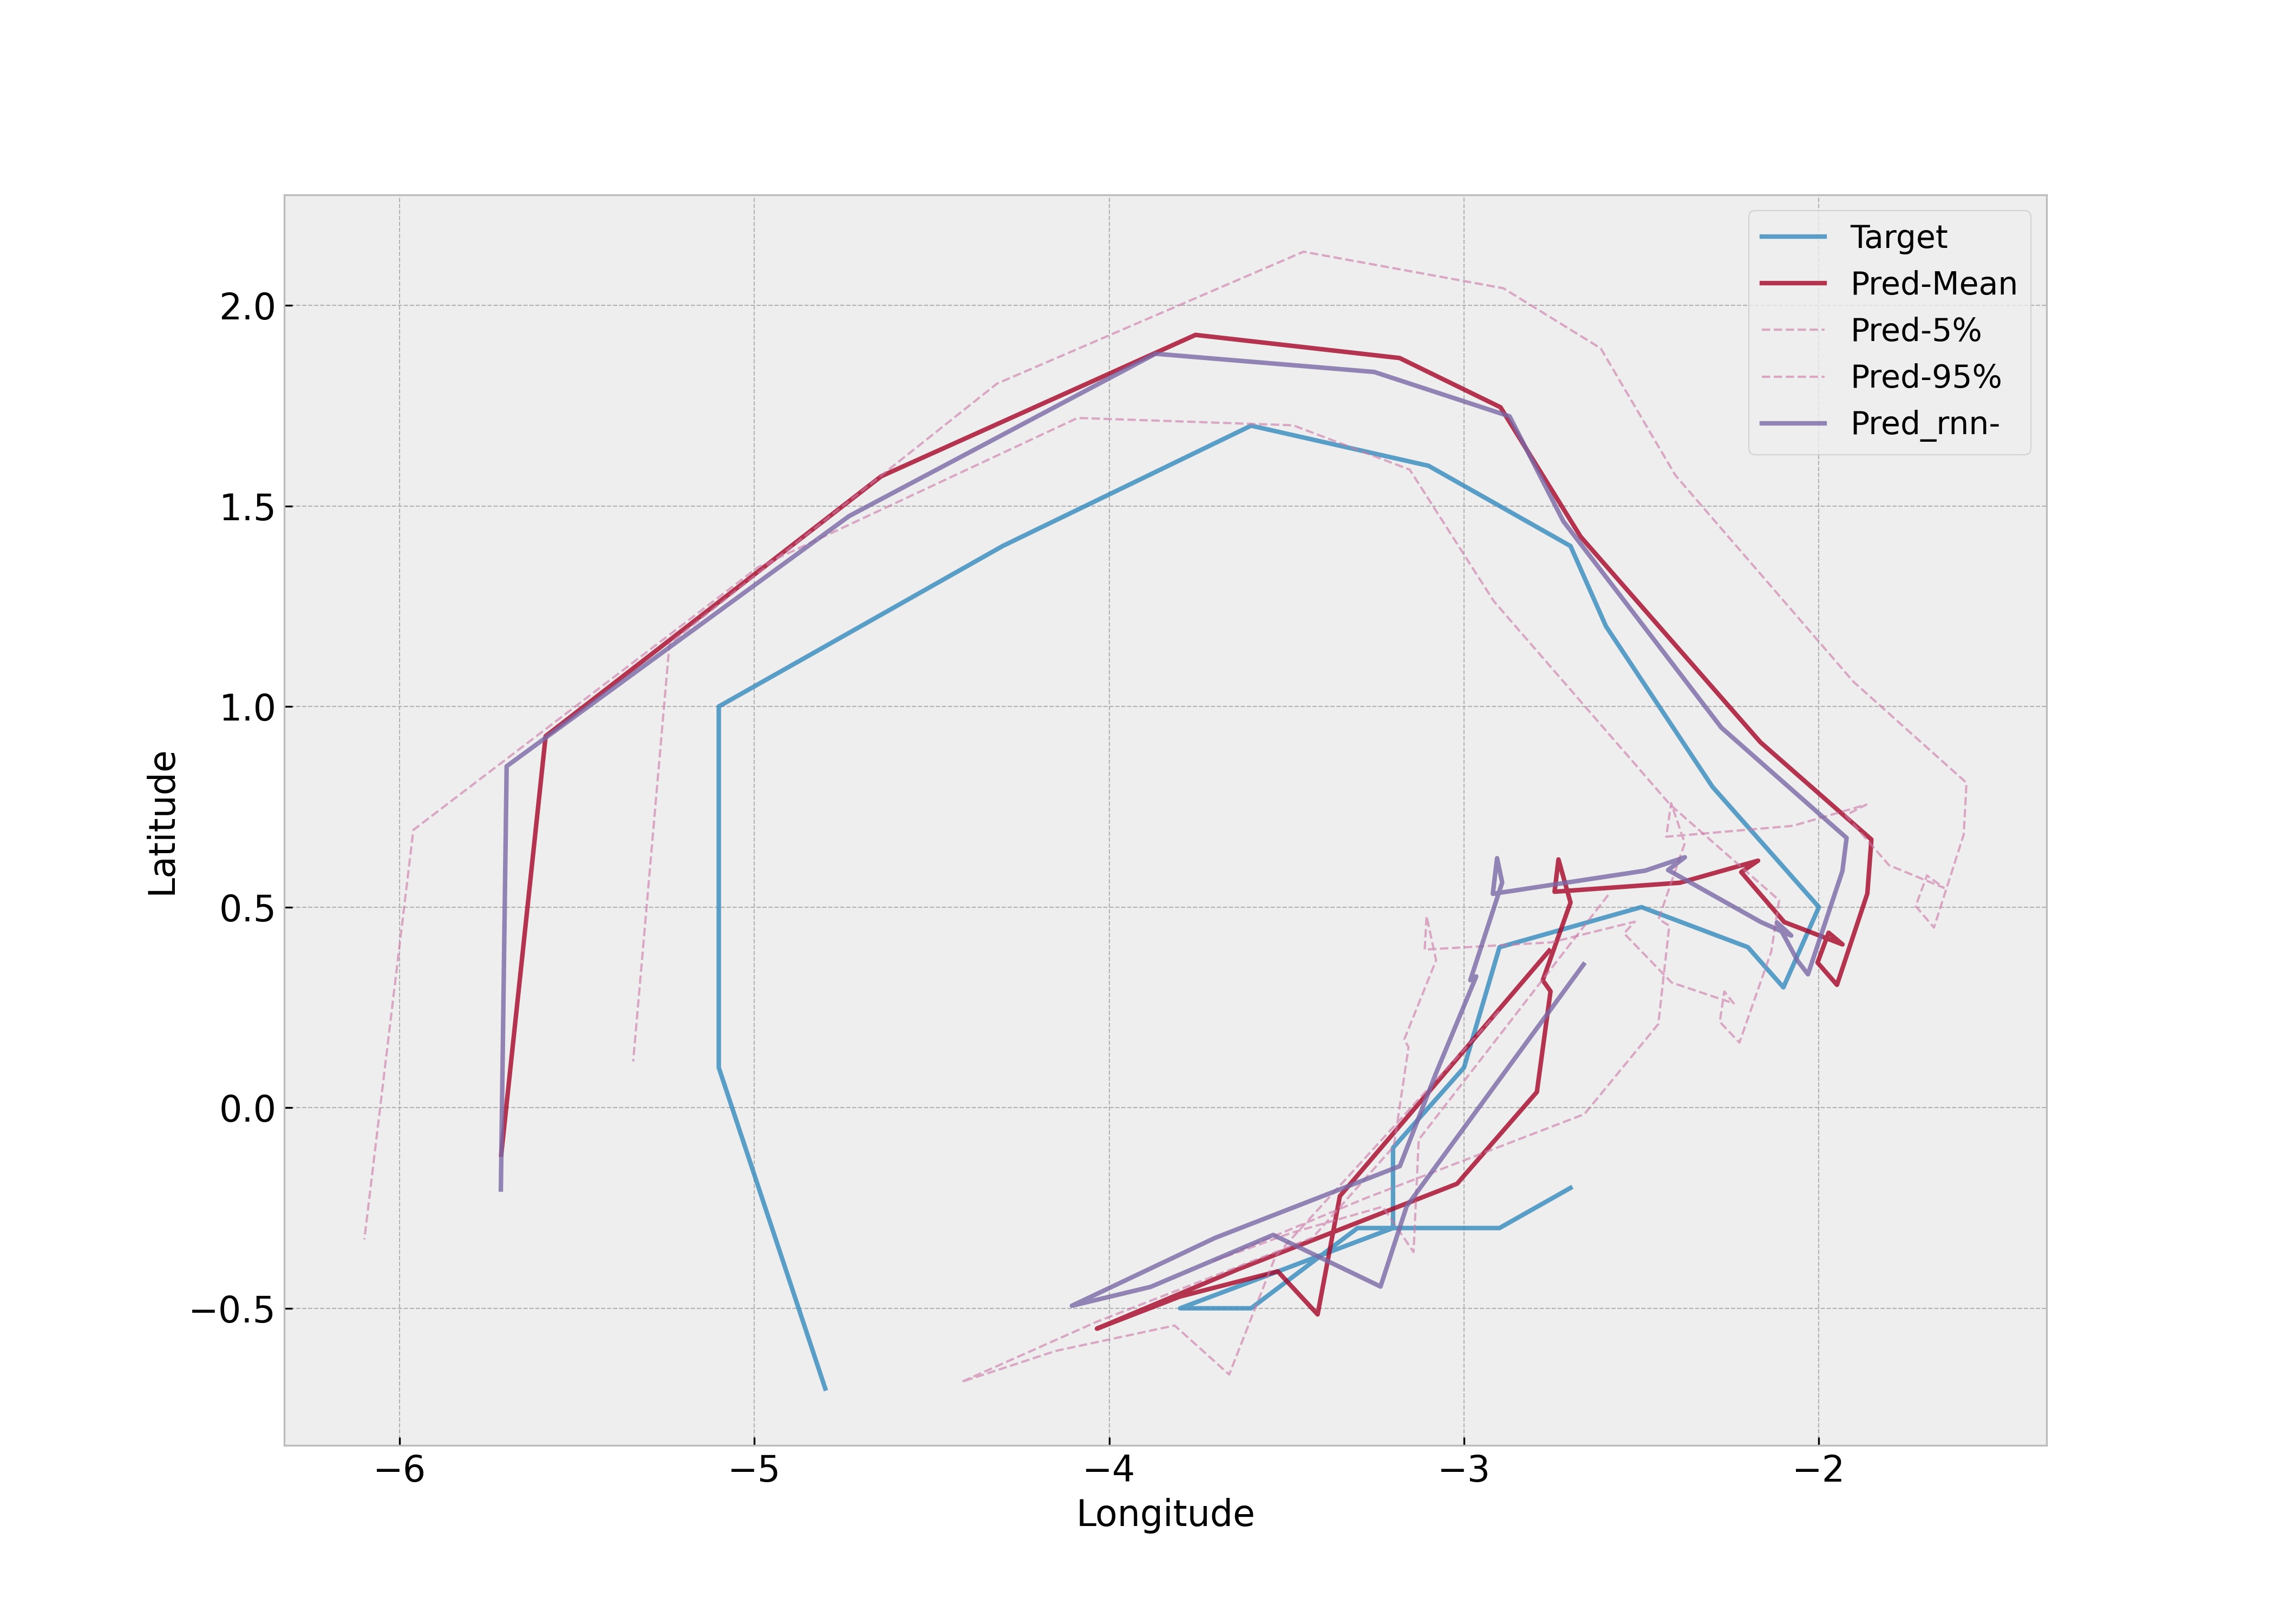 Target
Pred-Mean
Pred-5%
Pred-95%
Pred_rnn-
2.0
1.5
1.0
0.5
0.0
−0.5
Latitude
−6 −5 −4 −3 −2
Longitude